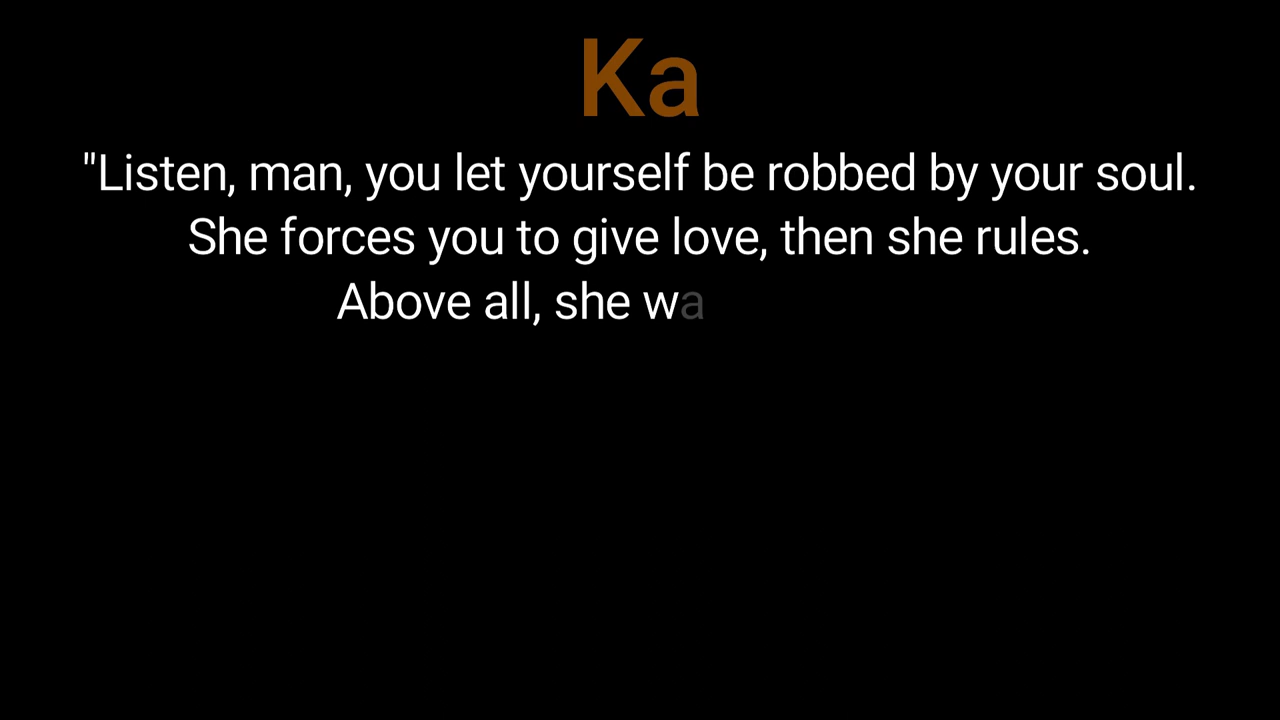 Ka
"Listen, man, you let yourself be robbed by your soul.
She forces you to give love, then she rules.
Above all, she wa